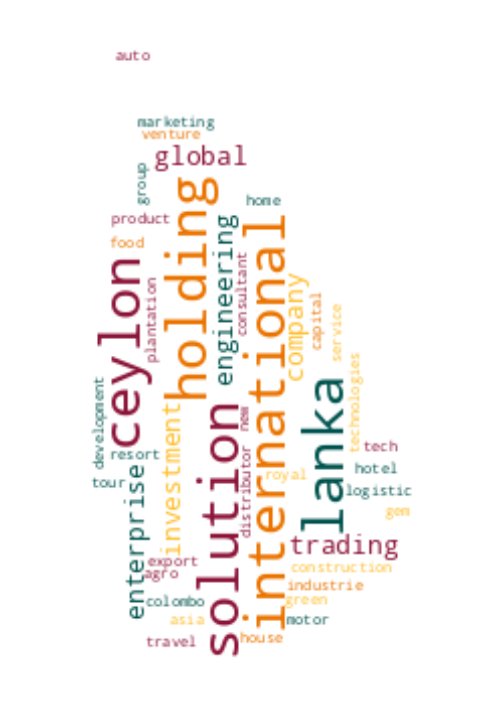 auto
marketing
venture
global
group
holding
home
product
engineering
international
food
consultant
ceylon
plantation
company
capital
service
technologies
development
lanka
investment
solution
new
tech
resort
distributor
hotel
enterprise
royal
tour
logistic
gem
trading
export
agro
construction
industrie
colombo
green
asia
motor
travel
house